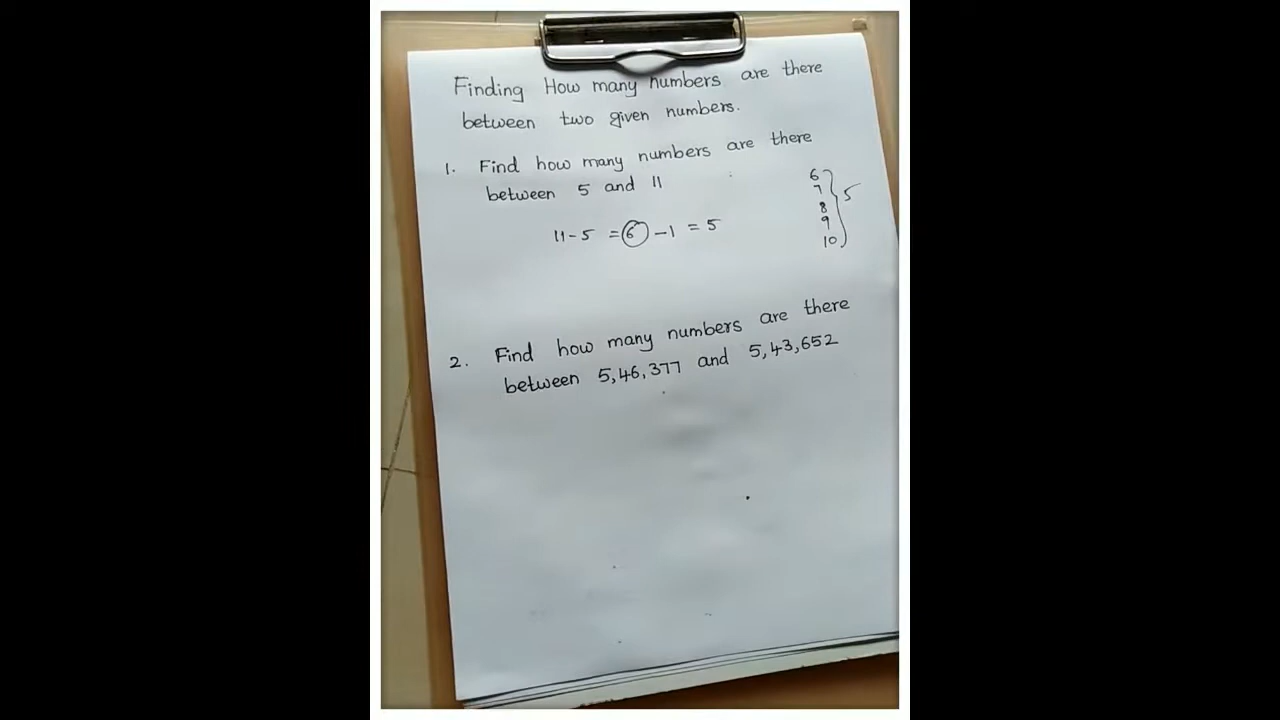 Finding How many numbers are there
between two given numbers.
1. Find how many numbers are there
between 5 and 11
11-5 = 6 -1 = 5
6
7
8
9
10
5
2. Find how many numbers are there
between 5,46,377 and 5,43,652